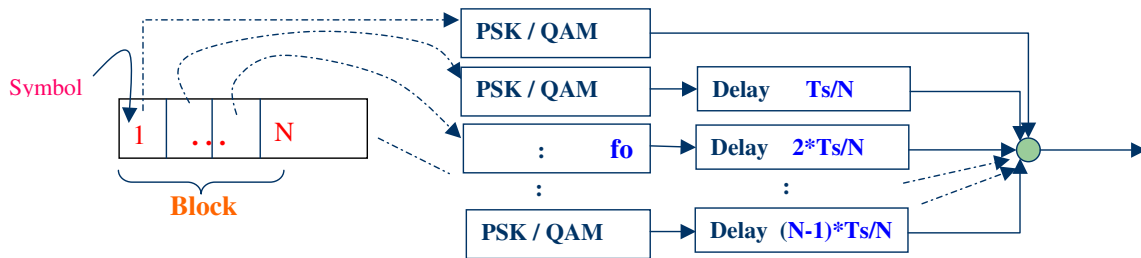 PSK / QAM
Symbol
PSK / QAM
Delay Ts/N
1 ... N
: fo
Delay 2*Ts/N
Block
:
:
PSK / QAM
Delay (N-1)*Ts/N